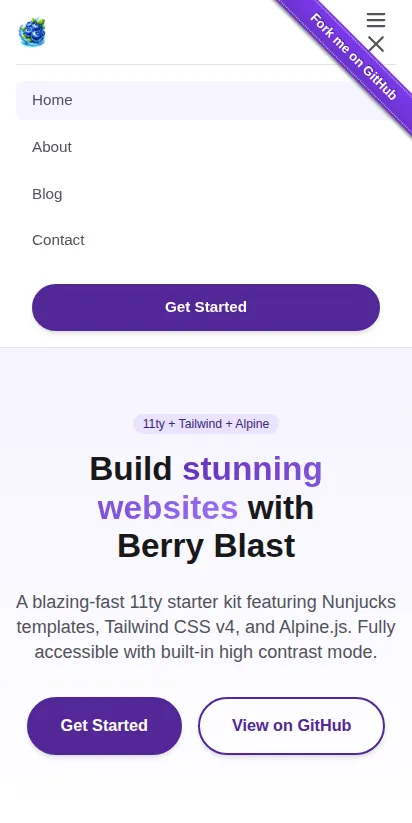 Fork me on GitHub
Home
About
Blog
Contact
Get Started
11ty + Tailwind + Alpine
Build stunning
websites with
Berry Blast
A blazing-fast 11ty starter kit featuring Nunjucks
templates, Tailwind CSS v4, and Alpine.js. Fully
accessible with built-in high contrast mode.
Get Started
View on GitHub